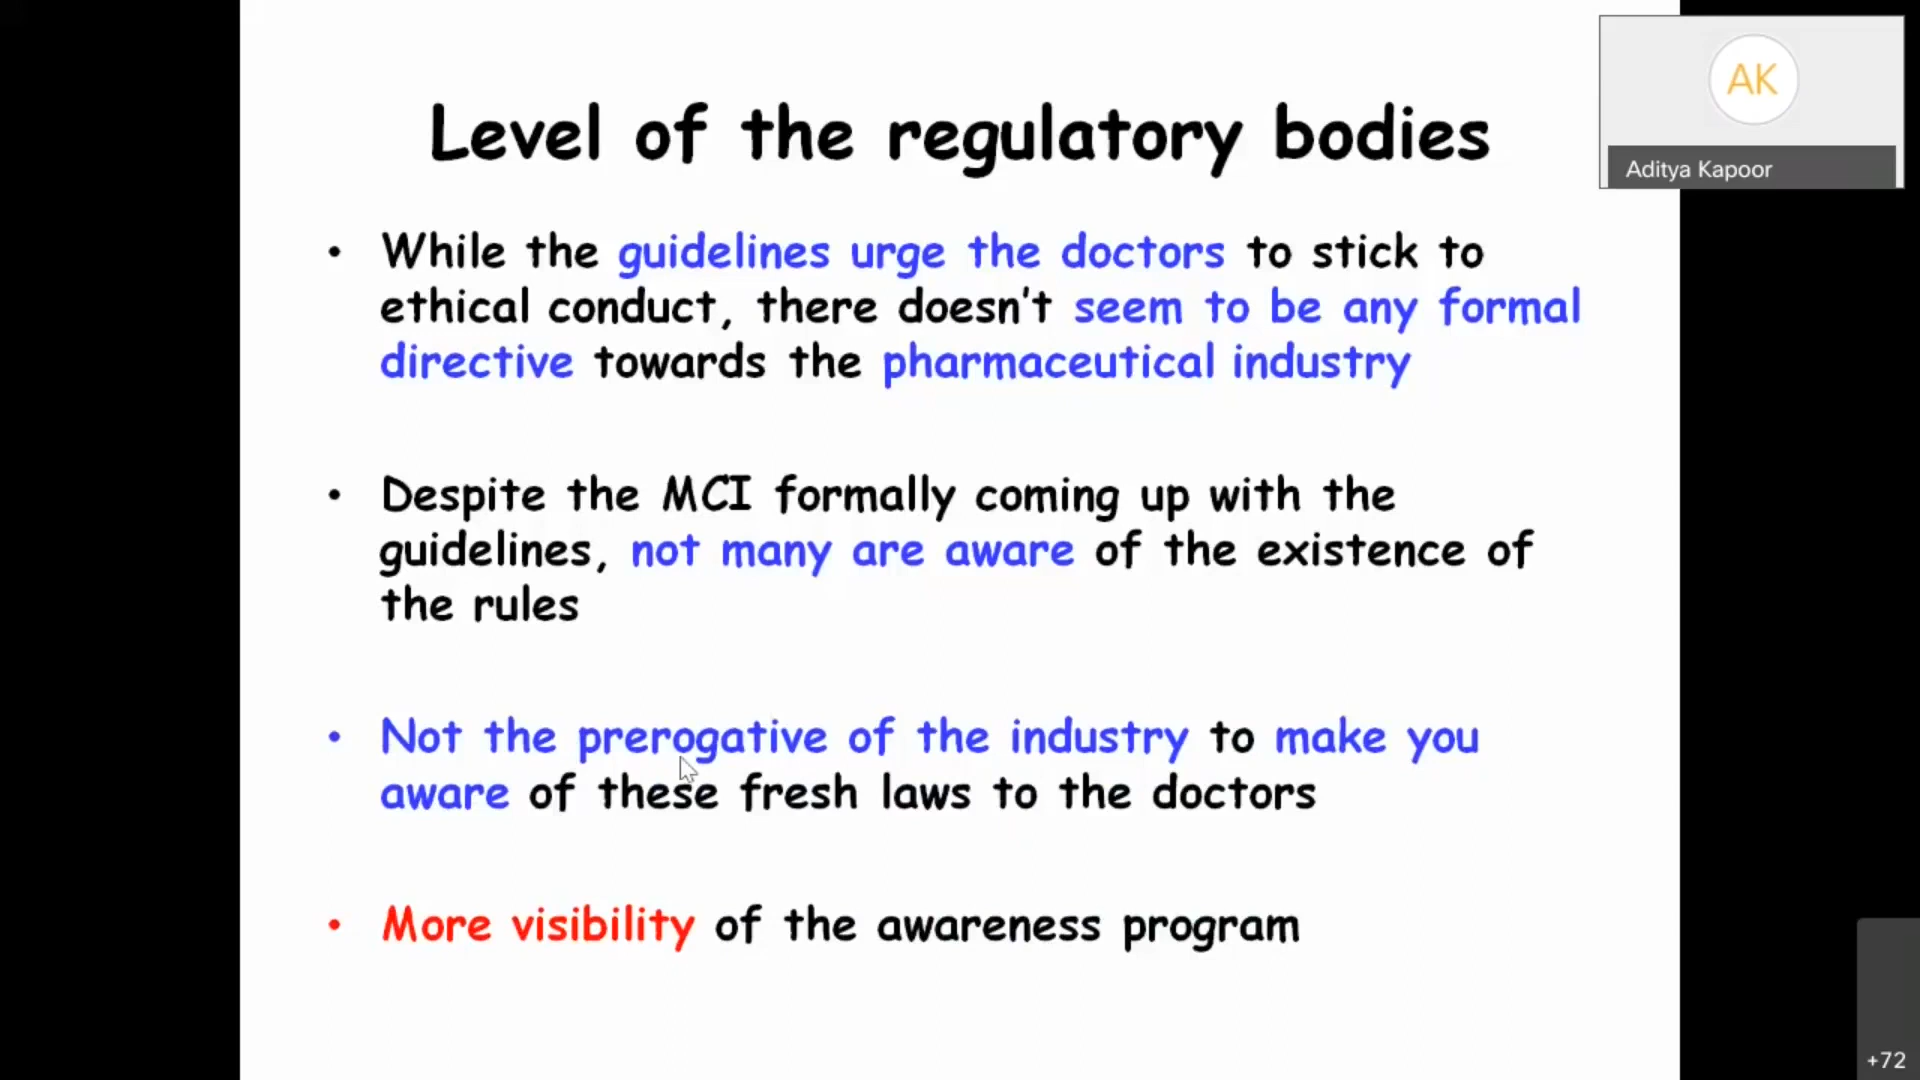 Level of the regulatory bodies
AK
Aditya Kapoor
• While the guidelines urge the doctors to stick to
ethical conduct, there doesn't seem to be any formal
directive towards the pharmaceutical industry
• Despite the MCI formally coming up with the
guidelines, not many are aware of the existence of
the rules
• Not the prerogative of the industry to make you
aware of these fresh laws to the doctors
• More visibility of the awareness program
+72